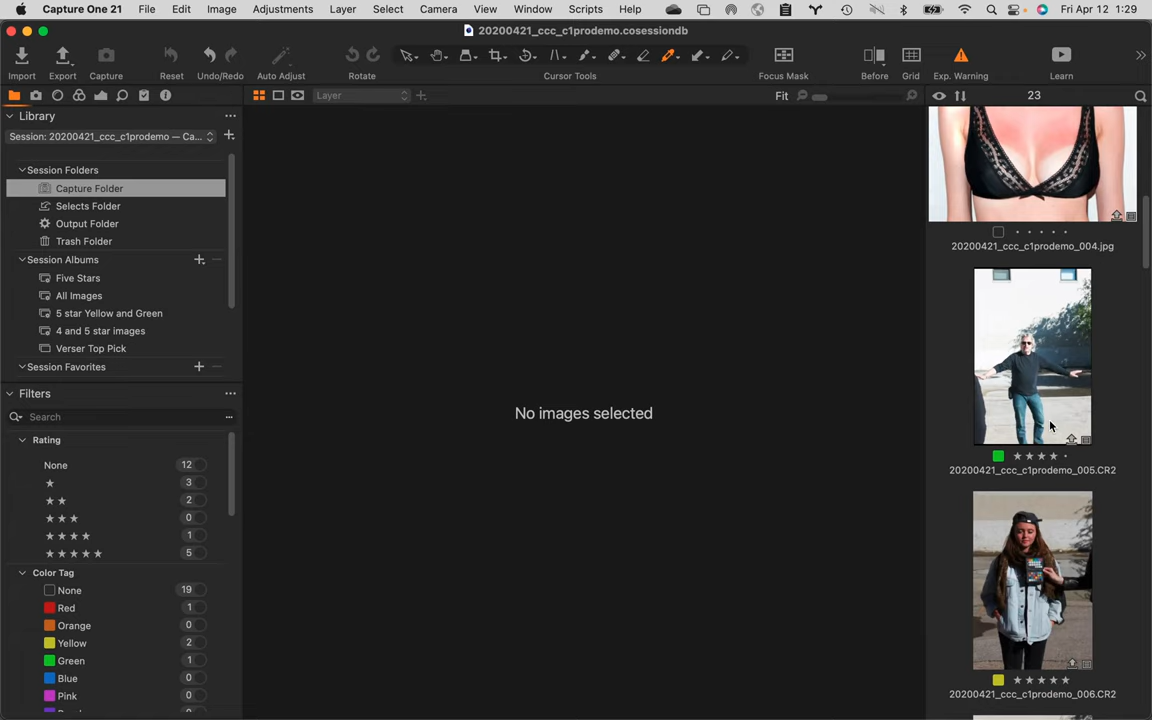 Capture One 21 File Edit Image Adjustments Layer Select Camera View Window Scripts Help Fri Apr 12 1:29
20200421_ccc_c1prodemo.cosessiondb
Import Export Capture Reset Undo/Redo Auto Adjust Rotate Cursor Tools Focus Mask Before Grid Exp. Warning Learn
Layer Fit 23
Library
Session: 20200421_ccc_c1prodemo — Ca...
Session Folders
Capture Folder
Selects Folder
Output Folder
Trash Folder
Session Albums
Five Stars
All Images
5 star Yellow and Green
4 and 5 star images
Verser Top Pick
Session Favorites
Filters
Search
Rating
None 12
★ 3
★ ★ 2
★ ★ ★ 0
★ ★ ★ ★ 1
★ ★ ★ ★ ★ 5
Color Tag
None 19
Red 1
Orange 0
Yellow 2
Green 1
Blue 0
Pink 0
No images selected
20200421_ccc_c1prodemo_004.jpg
20200421_ccc_c1prodemo_005.CR2
20200421_ccc_c1prodemo_006.CR2